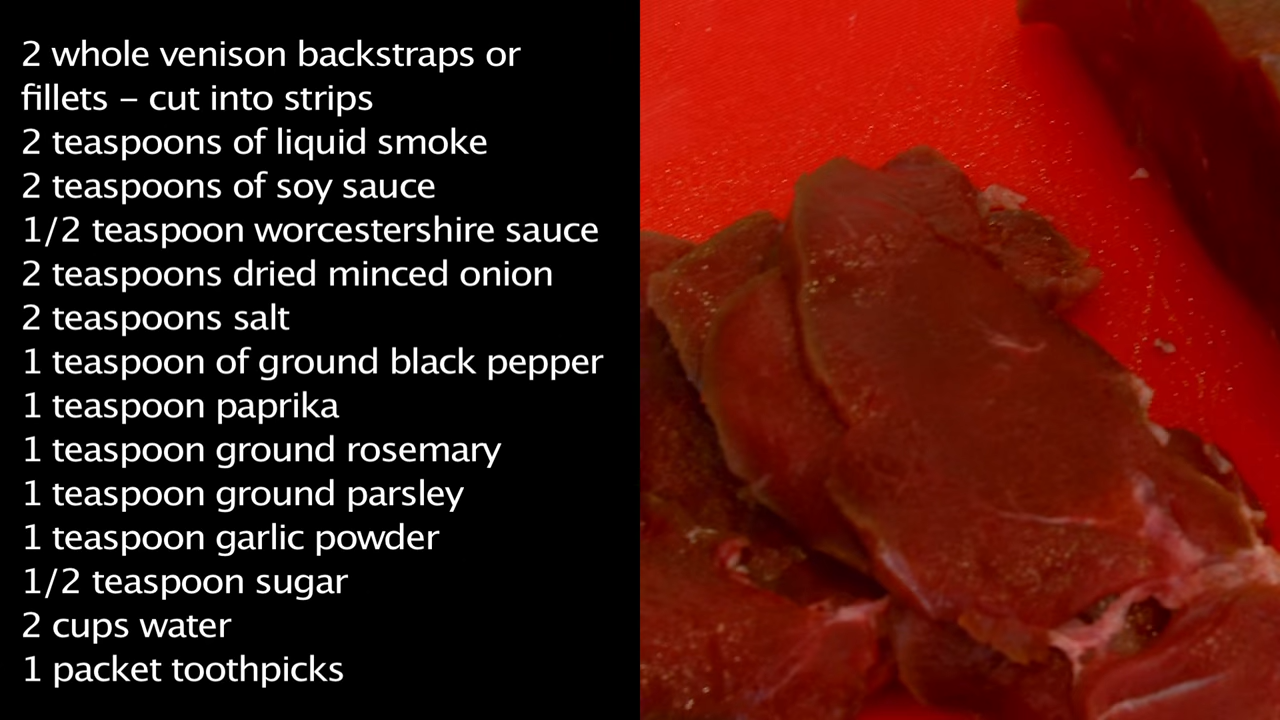 2 whole venison backstraps or
fillets – cut into strips
2 teaspoons of liquid smoke
2 teaspoons of soy sauce
1/2 teaspoon worcestershire sauce
2 teaspoons dried minced onion
2 teaspoons salt
1 teaspoon of ground black pepper
1 teaspoon paprika
1 teaspoon ground rosemary
1 teaspoon ground parsley
1 teaspoon garlic powder
1/2 teaspoon sugar
2 cups water
1 packet toothpicks